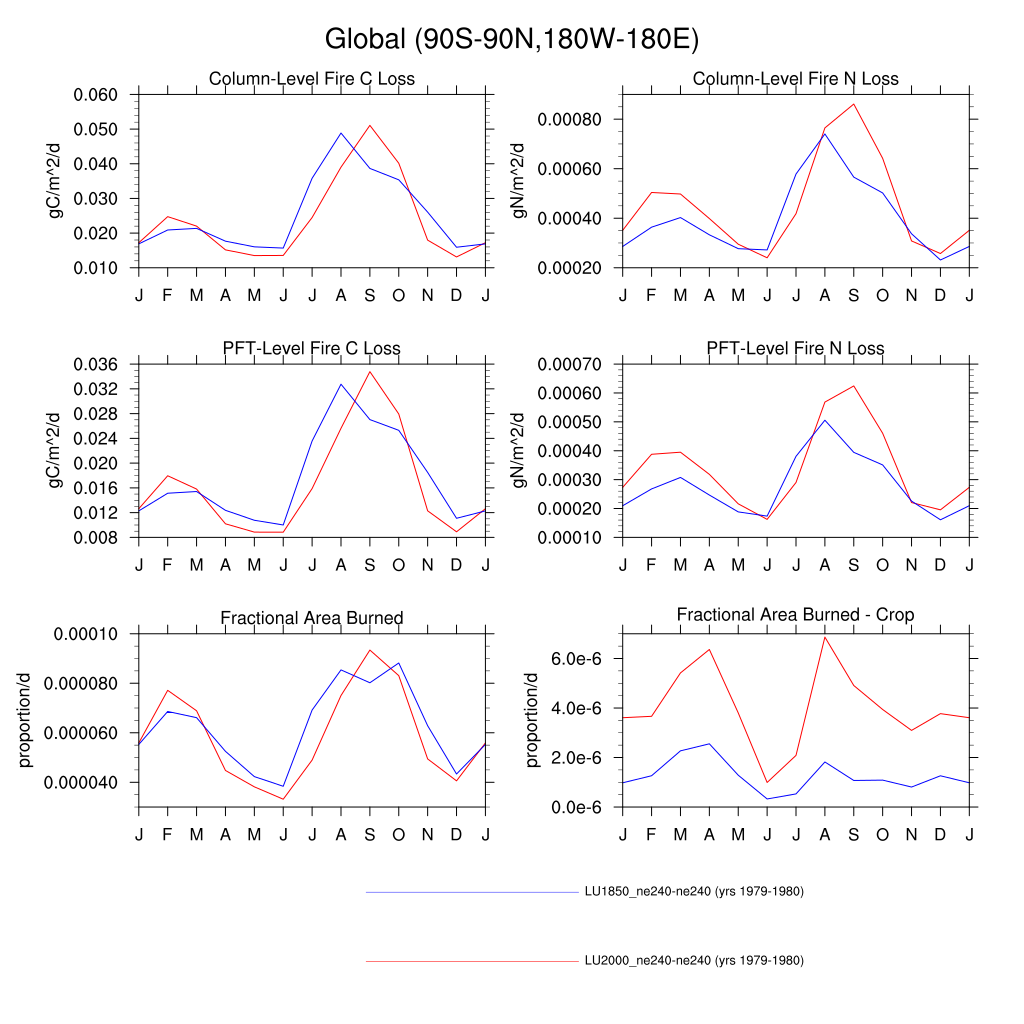 Global (90S-90N,180W-180E)
Column-Level Fire C Loss
gC/m^2/d
0.060
0.050
0.040
0.030
0.020
0.010
J F M A M J J A S O N D J
Column-Level Fire N Loss
gN/m^2/d
0.00080
0.00060
0.00040
0.00020
J F M A M J J A S O N D J
PFT-Level Fire C Loss
gC/m^2/d
0.036
0.032
0.028
0.024
0.020
0.016
0.012
0.008
J F M A M J J A S O N D J
PFT-Level Fire N Loss
gN/m^2/d
0.00070
0.00060
0.00050
0.00040
0.00030
0.00020
0.00010
J F M A M J J A S O N D J
Fractional Area Burned
proportion/d
0.00010
0.000080
0.000060
0.000040
J F M A M J J A S O N D J
Fractional Area Burned - Crop
proportion/d
6.0e-6
4.0e-6
2.0e-6
0.0e-6
J F M A M J J A S O N D J
LU1850_ne240-ne240 (yrs 1979-1980)
LU2000_ne240-ne240 (yrs 1979-1980)